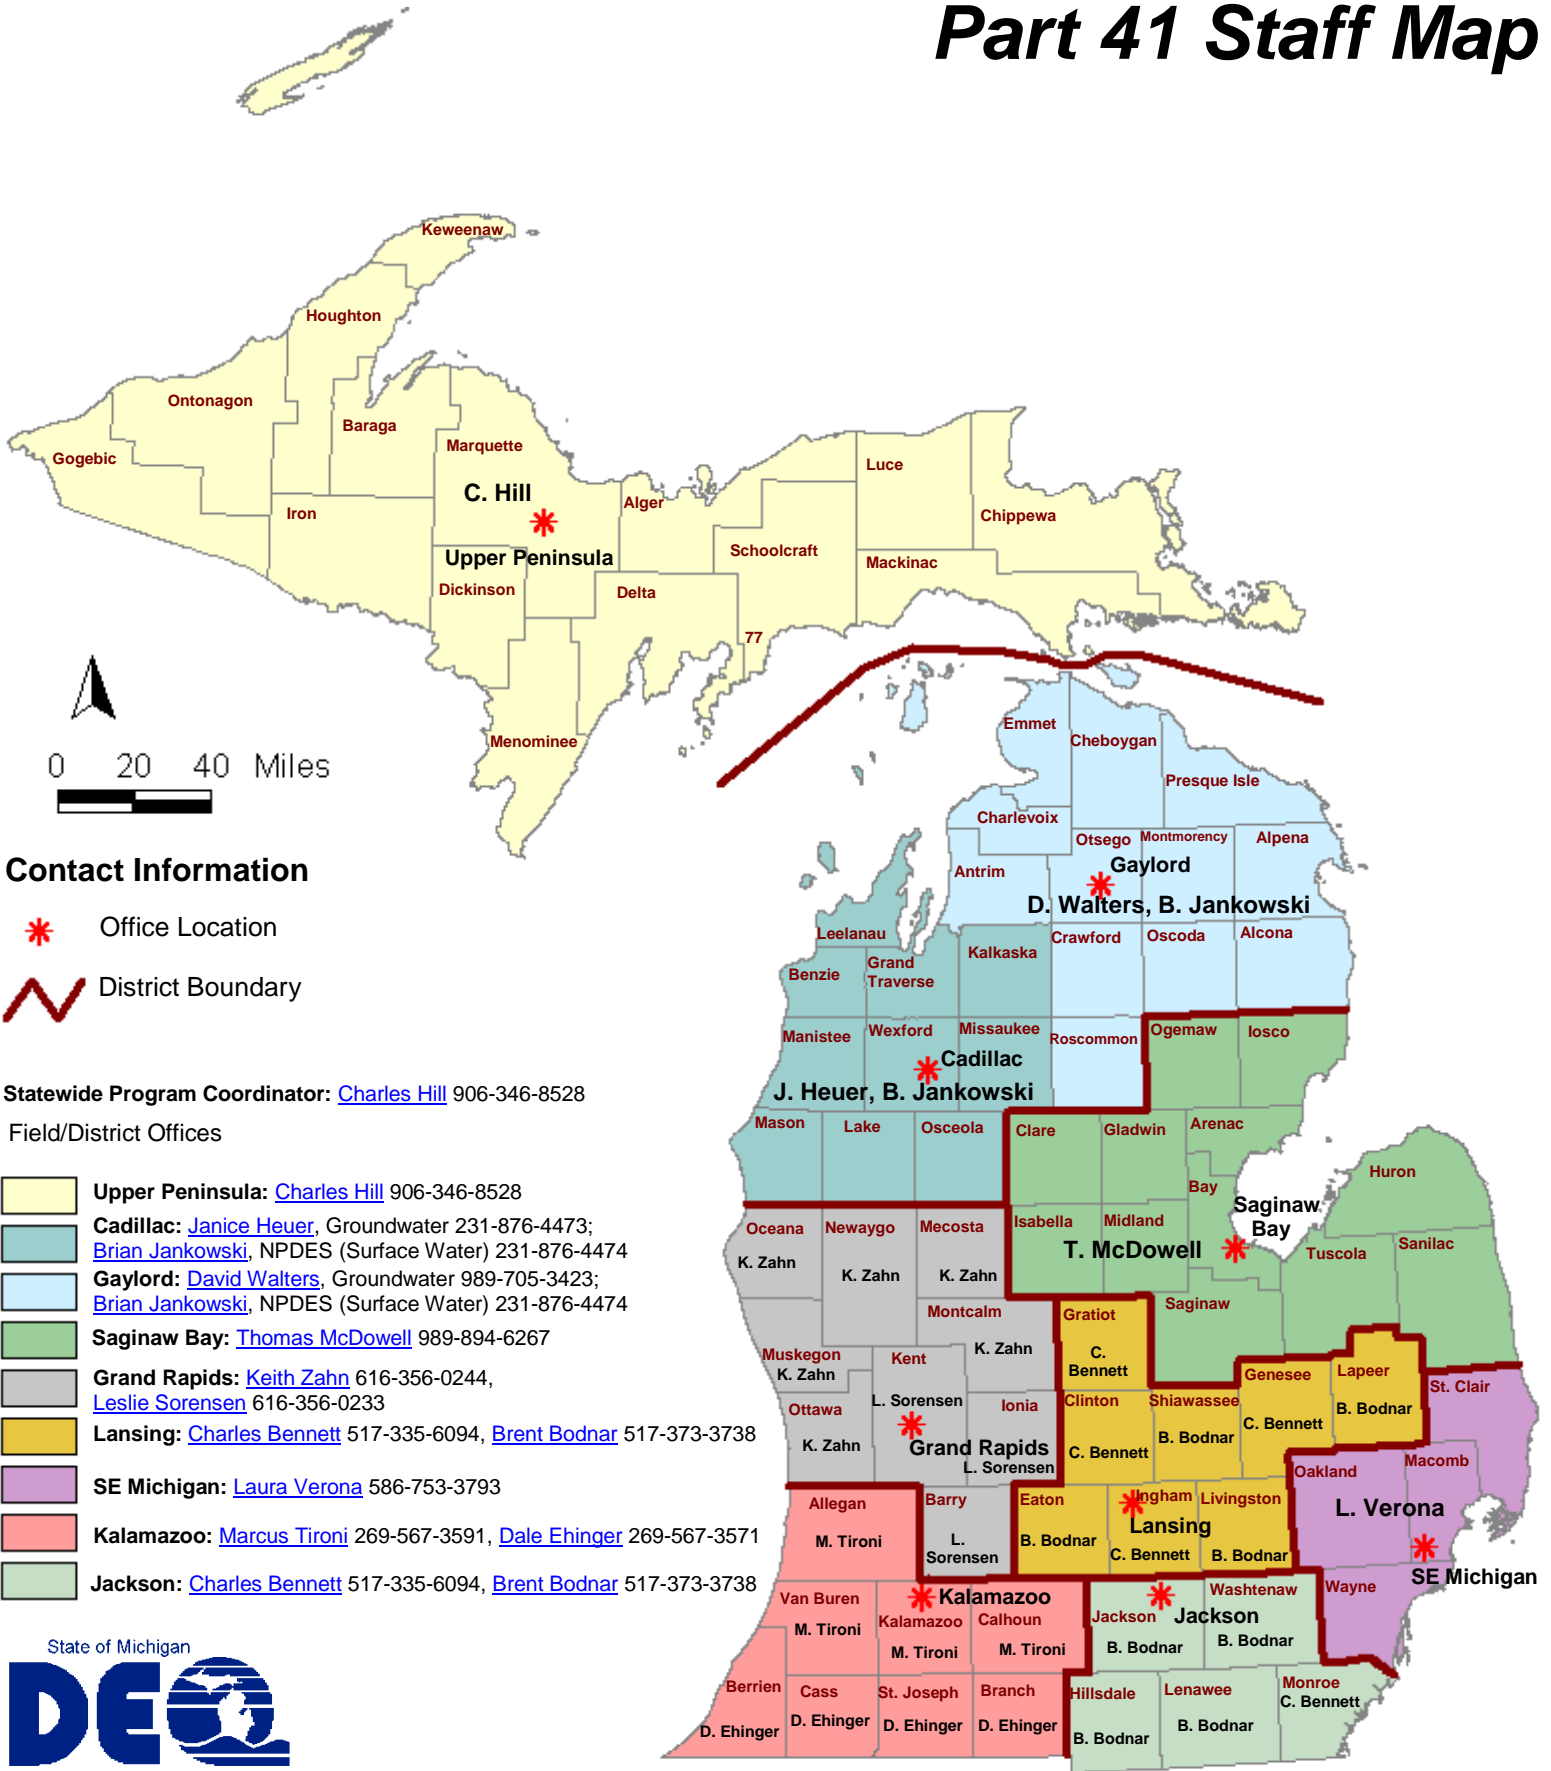 Part 41 Staff Map
Keweenaw
Houghton
Ontonagon
Baraga
Gogebic
Marquette
Luce
C. Hill
Iron
Alger
Chippewa
Upper Peninsula
Schoolcraft
Mackinac
Dickinson
Delta
77
Menominee
0 20 40 Miles
Emmet
Cheboygan
Presque Isle
Charlevoix
Otsego
Montmorency
Alpena
Gaylord
Antrim
D. Walters, B. Jankowski
Leelanau
Crawford
Oscoda
Alcona
Kalkaska
Benzie
Grand
Traverse
Manistee
Wexford
Missaukee
Roscommon
Ogemaw
Iosco
Cadillac
J. Heuer, B. Jankowski
Mason
Lake
Osceola
Clare
Gladwin
Arenac
Huron
Bay
Saginaw
Bay
Oceana
Newaygo
Mecosta
Isabella
Midland
T. McDowell
Tuscola
Sanilac
K. Zahn
K. Zahn
K. Zahn
Saginaw
Montcalm
K. Zahn
Gratiot
C.
Bennett
Muskegon
K. Zahn
Kent
L. Sorensen
Ionia
Clinton
Shiawassee
Genesee
Lapeer
St. Clair
Ottawa
K. Zahn
Grand Rapids
L. Sorensen
C. Bennett
B. Bodnar
C. Bennett
B. Bodnar
Oakland
Macomb
Allegan
M. Tironi
Barry
L.
Sorensen
Eaton
B. Bodnar
Ingham
Lansing
C. Bennett
Livingston
B. Bodnar
L. Verona
SE Michigan
Wayne
Van Buren
M. Tironi
Kalamazoo
Kalamazoo
M. Tironi
Calhoun
M. Tironi
Jackson
Jackson
B. Bodnar
Washtenaw
B. Bodnar
Berrien
D. Ehinger
Cass
D. Ehinger
St. Joseph
D. Ehinger
Branch
D. Ehinger
Hillsdale
B. Bodnar
Lenawee
B. Bodnar
Monroe
C. Bennett
Contact Information
Office Location
District Boundary
Statewide Program Coordinator: Charles Hill 906-346-8528
Field/District Offices
Upper Peninsula: Charles Hill 906-346-8528
Cadillac: Janice Heuer, Groundwater 231-876-4473;
Brian Jankowski, NPDES (Surface Water) 231-876-4474
Gaylord: David Walters, Groundwater 989-705-3423;
Brian Jankowski, NPDES (Surface Water) 231-876-4474
Saginaw Bay: Thomas McDowell 989-894-6267
Grand Rapids: Keith Zahn 616-356-0244,
Leslie Sorensen 616-356-0233
Lansing: Charles Bennett 517-335-6094, Brent Bodnar 517-373-3738
SE Michigan: Laura Verona 586-753-3793
Kalamazoo: Marcus Tironi 269-567-3591, Dale Ehinger 269-567-3571
Jackson: Charles Bennett 517-335-6094, Brent Bodnar 517-373-3738
State of Michigan
DEQ